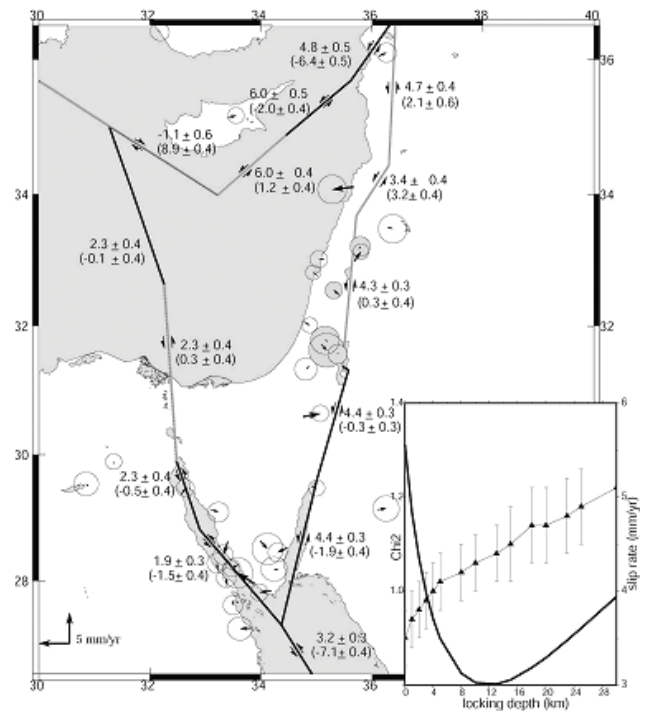 30 32 34 36 38 40
4.8 ± 0.5
(-6.4± 0.5)
36
6.0± 0.5
(-2.0± 0.4)
4.7 ± 0.4
(2.1± 0.6)
-1.1 ± 0.6
(8.9± 0.4)
6.0± 0.4
(1.2 ± 0.4)
3.4± 0.4
(3.2± 0.4)
34 34
2.3± 0.4
(-0.1 ± 0.4)
4.3 ± 0.3
(0.3± 0.4)
32 32
2.3± 0.4
(0.3± 0.4)
4.4± 0.3
(-0.3± 0.3)
30
2.3± 0.4
(-0.5± 0.4)
4.4 ± 0.3
(-1.9± 0.4)
1.9± 0.3
(-1.5± 0.4)
28
3.2± 0.3
(-7.1± 0.4)
5 mm/yr
30 32 34 36
1.4 6
1.2 5
Chi2
1.0 4
slip rate (mm/yr)
3
0 4 8 12 16 20 24 28
locking depth (km)